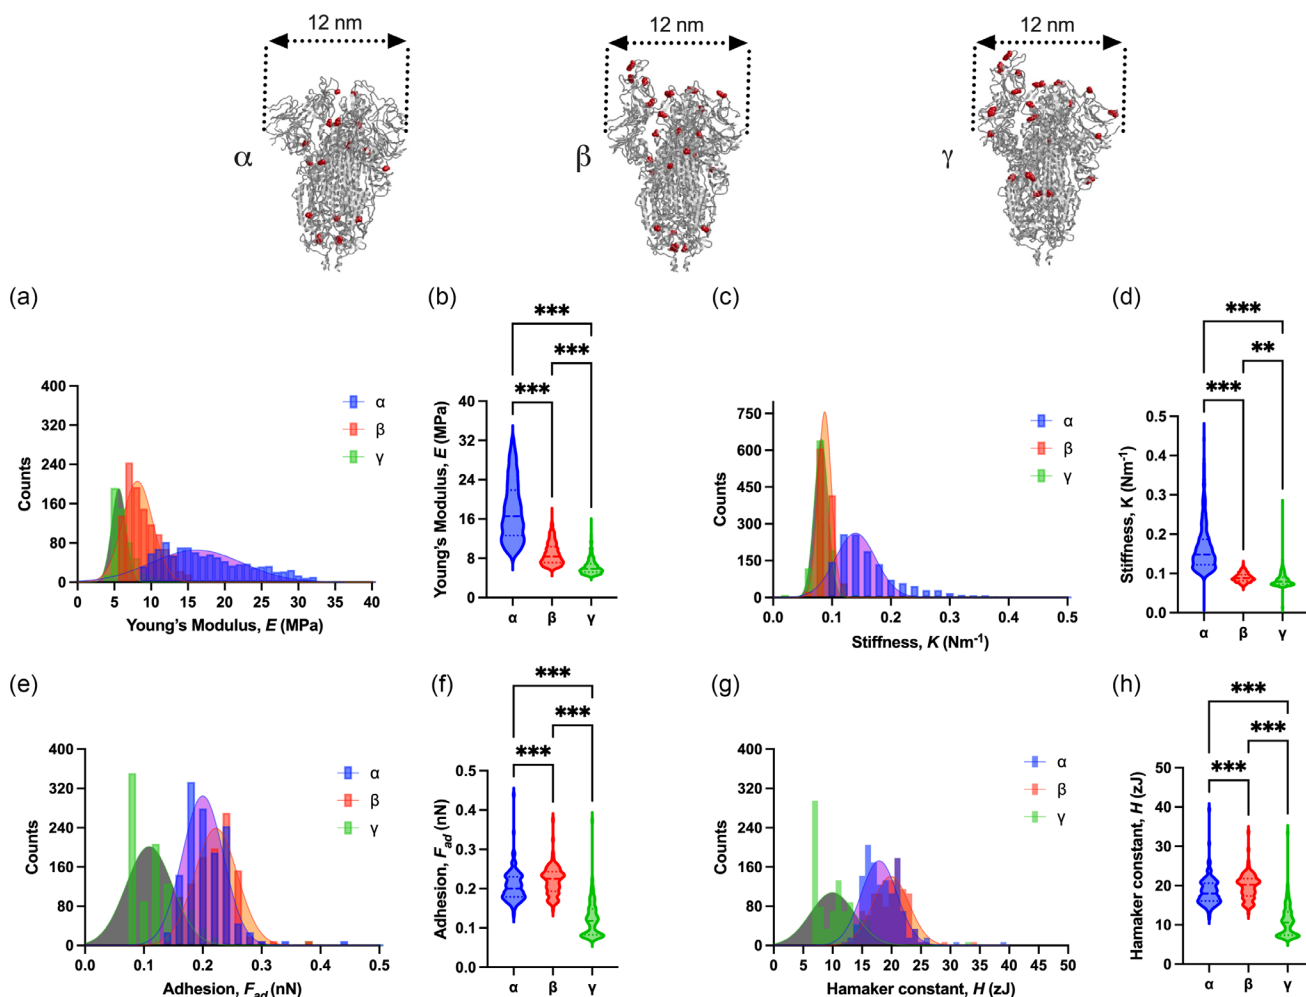 12 nm
12 nm
12 nm
α
β
γ
(a)
400
320
240
160
80
0
Counts
0
5
10
15
20
25
30
35
40
Young's Modulus, E (MPa)
α
β
γ
(b)
***
***
***
40
32
24
16
8
0
Young's Modulus, E (MPa)
α
β
γ
(c)
750
600
450
300
150
0
Counts
0.0
0.1
0.2
0.3
0.4
0.5
Stiffness, K (Nm-1)
α
β
γ
(d)
***
**
***
0.5
0.4
0.3
0.2
0.1
0.0
Stiffness, K (Nm-1)
α
β
γ
(e)
400
320
240
160
80
0
Counts
0.0
0.1
0.2
0.3
0.4
0.5
Adhesion, Fad (nN)
α
β
γ
(f)
***
***
***
0.5
0.4
0.3
0.2
0.1
0.0
Adhesion, Fad (nN)
α
β
γ
(g)
400
320
240
160
80
0
Counts
0
5
10
15
20
25
30
35
40
45
50
Hamaker constant, H (zJ)
α
β
γ
(h)
***
***
***
50
40
30
20
10
0
Hamaker constant, H (zJ)
α
β
γ